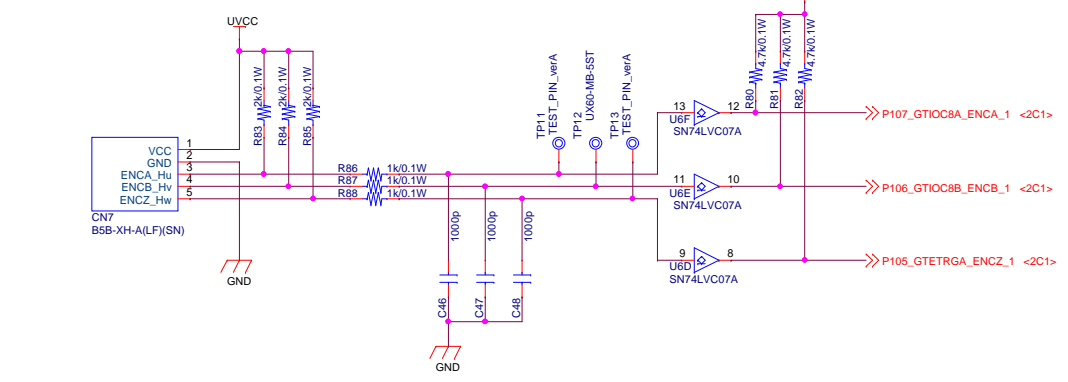 UVCC
R83 2k/0.1W
R84 2k/0.1W
R85 2k/0.1W
VCC 1
GND 2
ENCA_Hu 3
ENCB_Hv 4
ENCZ_Hw 5
CN7
B5B-XH-A(LF)(SN)
GND
R86 1k/0.1W
R87 1k/0.1W
R88 1k/0.1W
TP11
TEST_PIN_verA
TP12
UX60-MB-5ST
TP13
TEST_PIN_verA
C46 1000p
C47 1000p
C48 1000p
GND
13 12
U6F
SN74LVC07A
11 10
U6E
SN74LVC07A
9 8
U6D
SN74LVC07A
R80 4.7k/0.1W
R81 4.7k/0.1W
R82 4.7k/0.1W
P107_GTIOC8A_ENCA_1 <2C1>
P106_GTIOC8B_ENCB_1 <2C1>
P105_GTETRGA_ENCZ_1 <2C1>